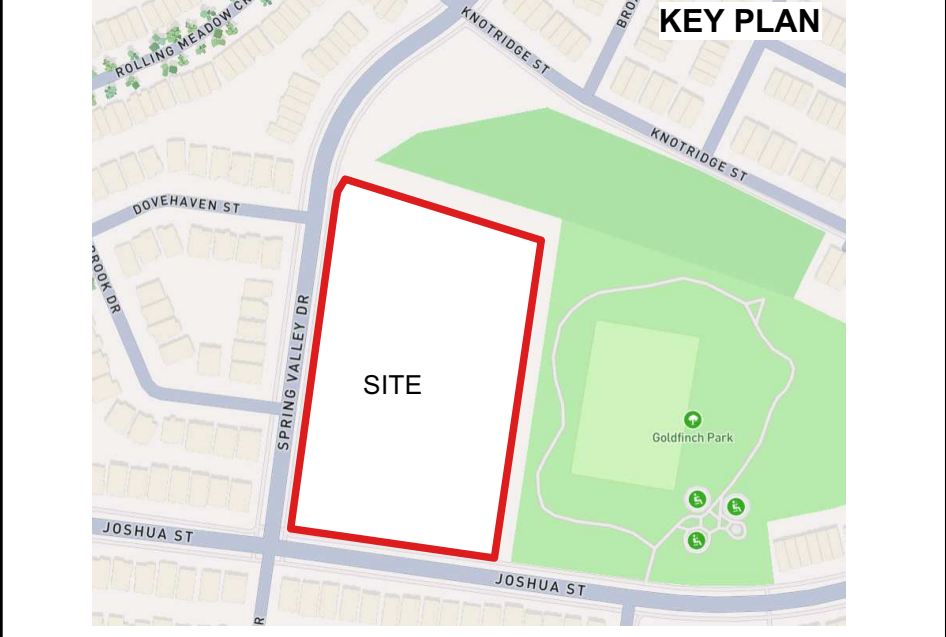 KEY PLAN
ROLLING MEADOW CR
KNOTRIDGE ST
BRO
KNOTRIDGE ST
DOVEHAVEN ST
BROOK DR
SPRING VALLEY DR
SITE
Goldfinch Park
JOSHUA ST
JOSHUA ST
R